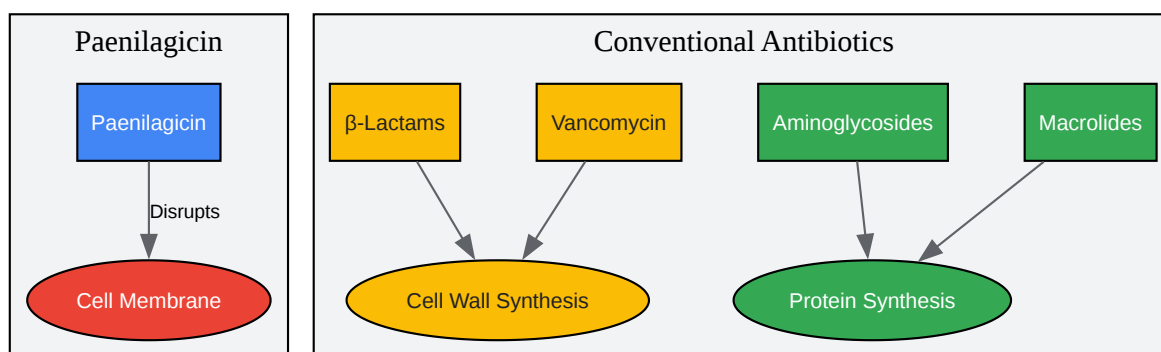 Paenilagicin
Conventional Antibiotics
Paenilagicin
β-Lactams
Vancomycin
Aminoglycosides
Macrolides
Disrupts
Cell Membrane
Cell Wall Synthesis
Protein Synthesis